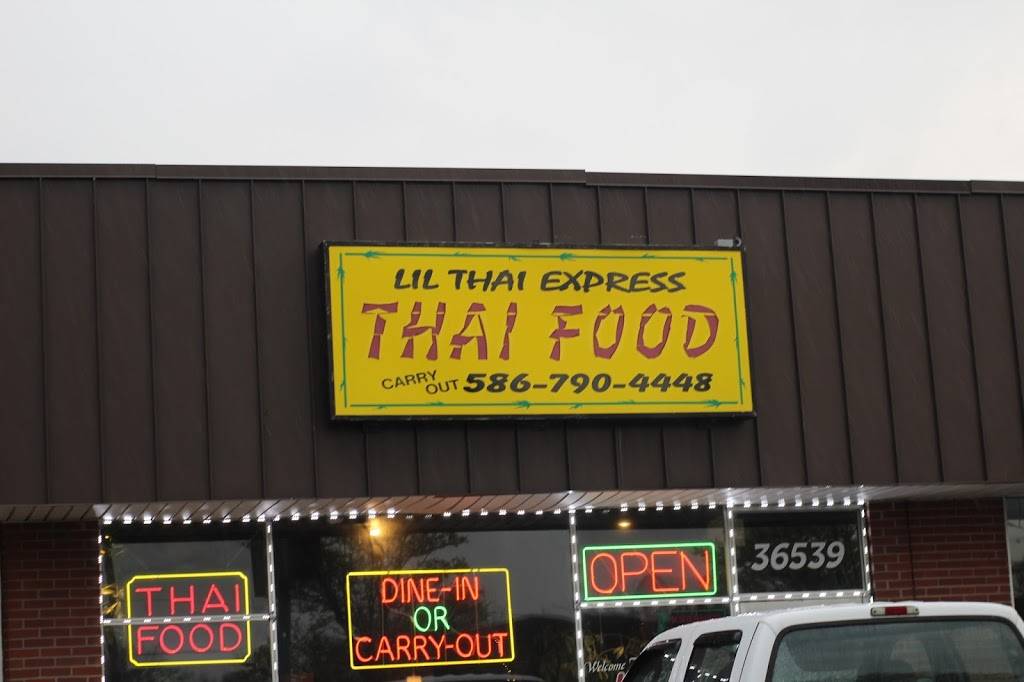 LIL THAI EXPRESS
THAI FOOD
CARRY OUT 586-790-4448
THAI
FOOD
DINE-IN
OR
CARRY-OUT
OPEN
36539
Welcome